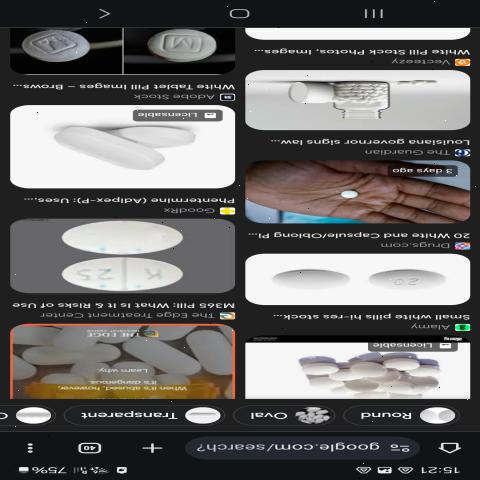 15:21
75%
google.com/search?
40
Round
Oval
Transparent
C
Licensable
Alamy
Small white pills hi-res stock...
20
Drugs.com
20 White and Capsule/Oblong Pi...
3 days ago
The Guardian
Louisiana governor signs law...
Vecteezy
White Pill Stock Photos, Images...
When it's abused, however,
It's dangerous.
Learn why.
THE EDGE
The Edge Treatment Center
M365 Pill: What Is It & Risks of Use
K 25
GoodRx
Phentermine (Adipex-P): Uses,...
Licensable
Adobe Stock
White Tablet Pill Images – Brows...
M